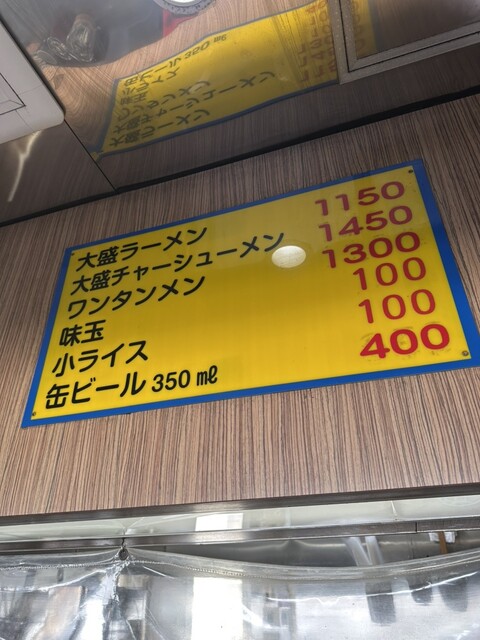 大盛ラーメン 1150
大盛チャーシューメン 1450
ワンタンメン 1300
味玉 100
小ライス 100
缶ビール 350㎖ 400